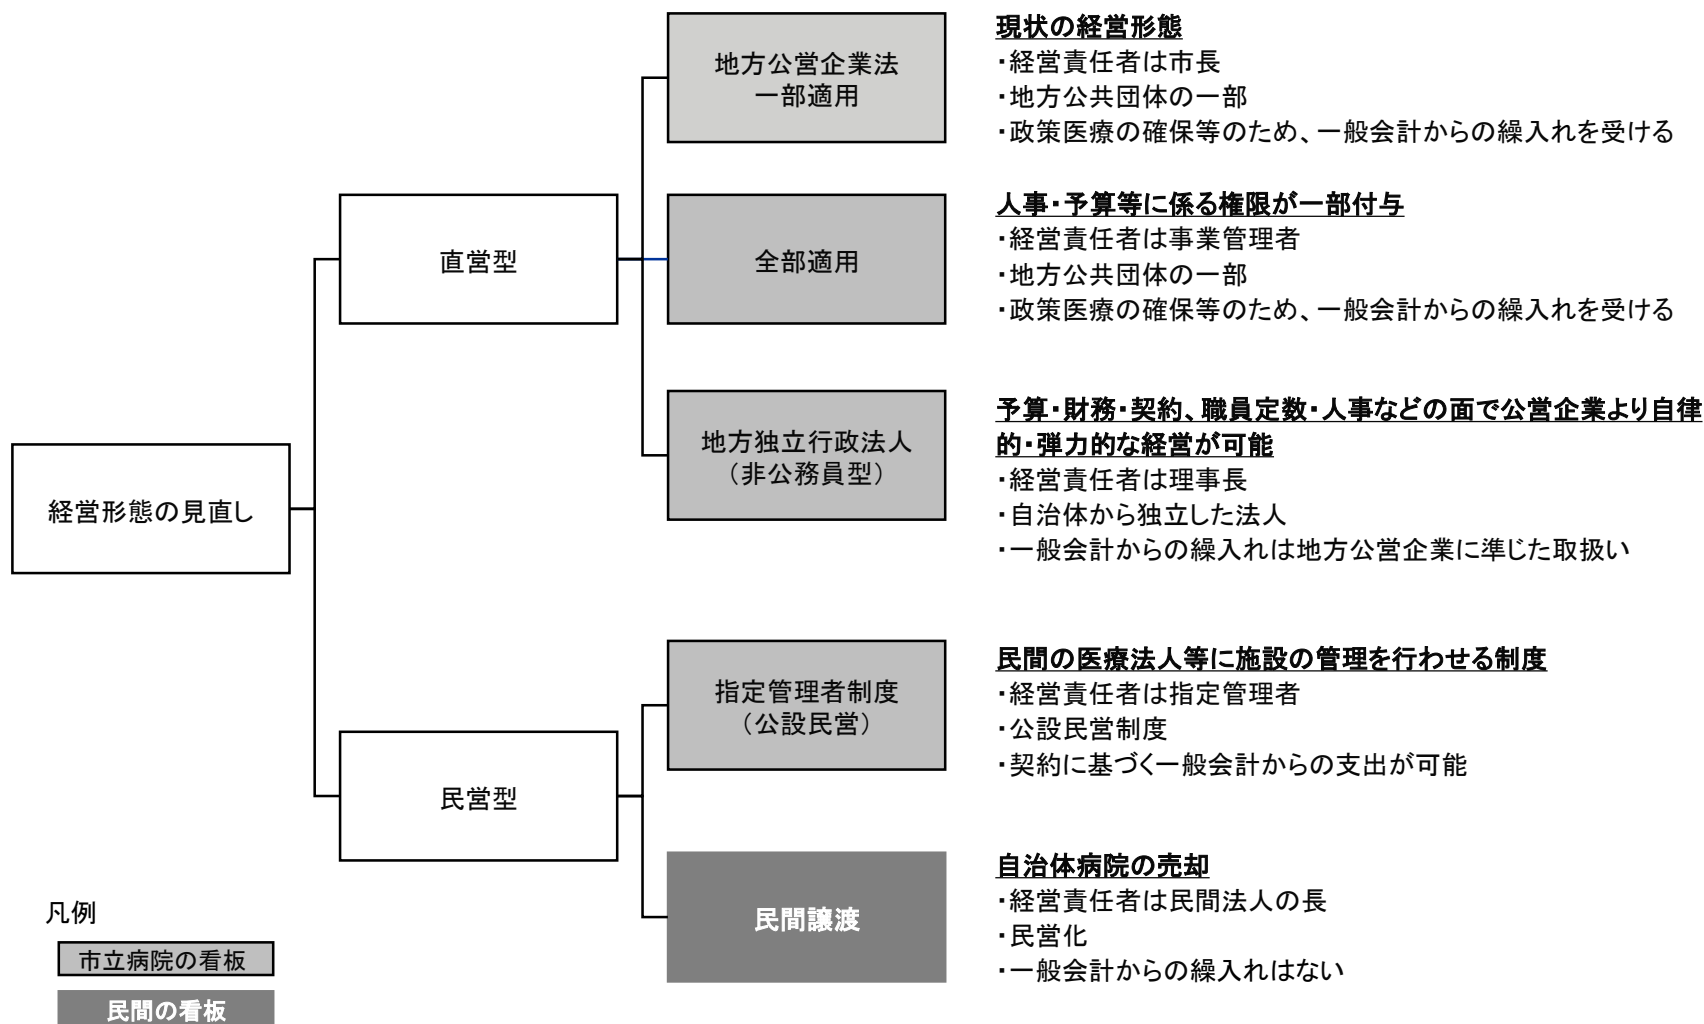 経営形態の見直し
直営型
民営型
地方公営企業法
一部適用
現状の経営形態
・経営責任者は市長
・地方公共団体の一部
・政策医療の確保等のため、一般会計からの繰入れを受ける
全部適用
人事・予算等に係る権限が一部付与
・経営責任者は事業管理者
・地方公共団体の一部
・政策医療の確保等のため、一般会計からの繰入れを受ける
地方独立行政法人
（非公務員型）
予算・財務・契約、職員定数・人事などの面で公営企業より自律
的・弾力的な経営が可能
・経営責任者は理事長
・自治体から独立した法人
・一般会計からの繰入れは地方公営企業に準じた取扱い
指定管理者制度
（公設民営）
民間の医療法人等に施設の管理を行わせる制度
・経営責任者は指定管理者
・公設民営制度
・契約に基づく一般会計からの支出が可能
民間譲渡
自治体病院の売却
・経営責任者は民間法人の長
・民営化
・一般会計からの繰入れはない
凡例
市立病院の看板
民間の看板